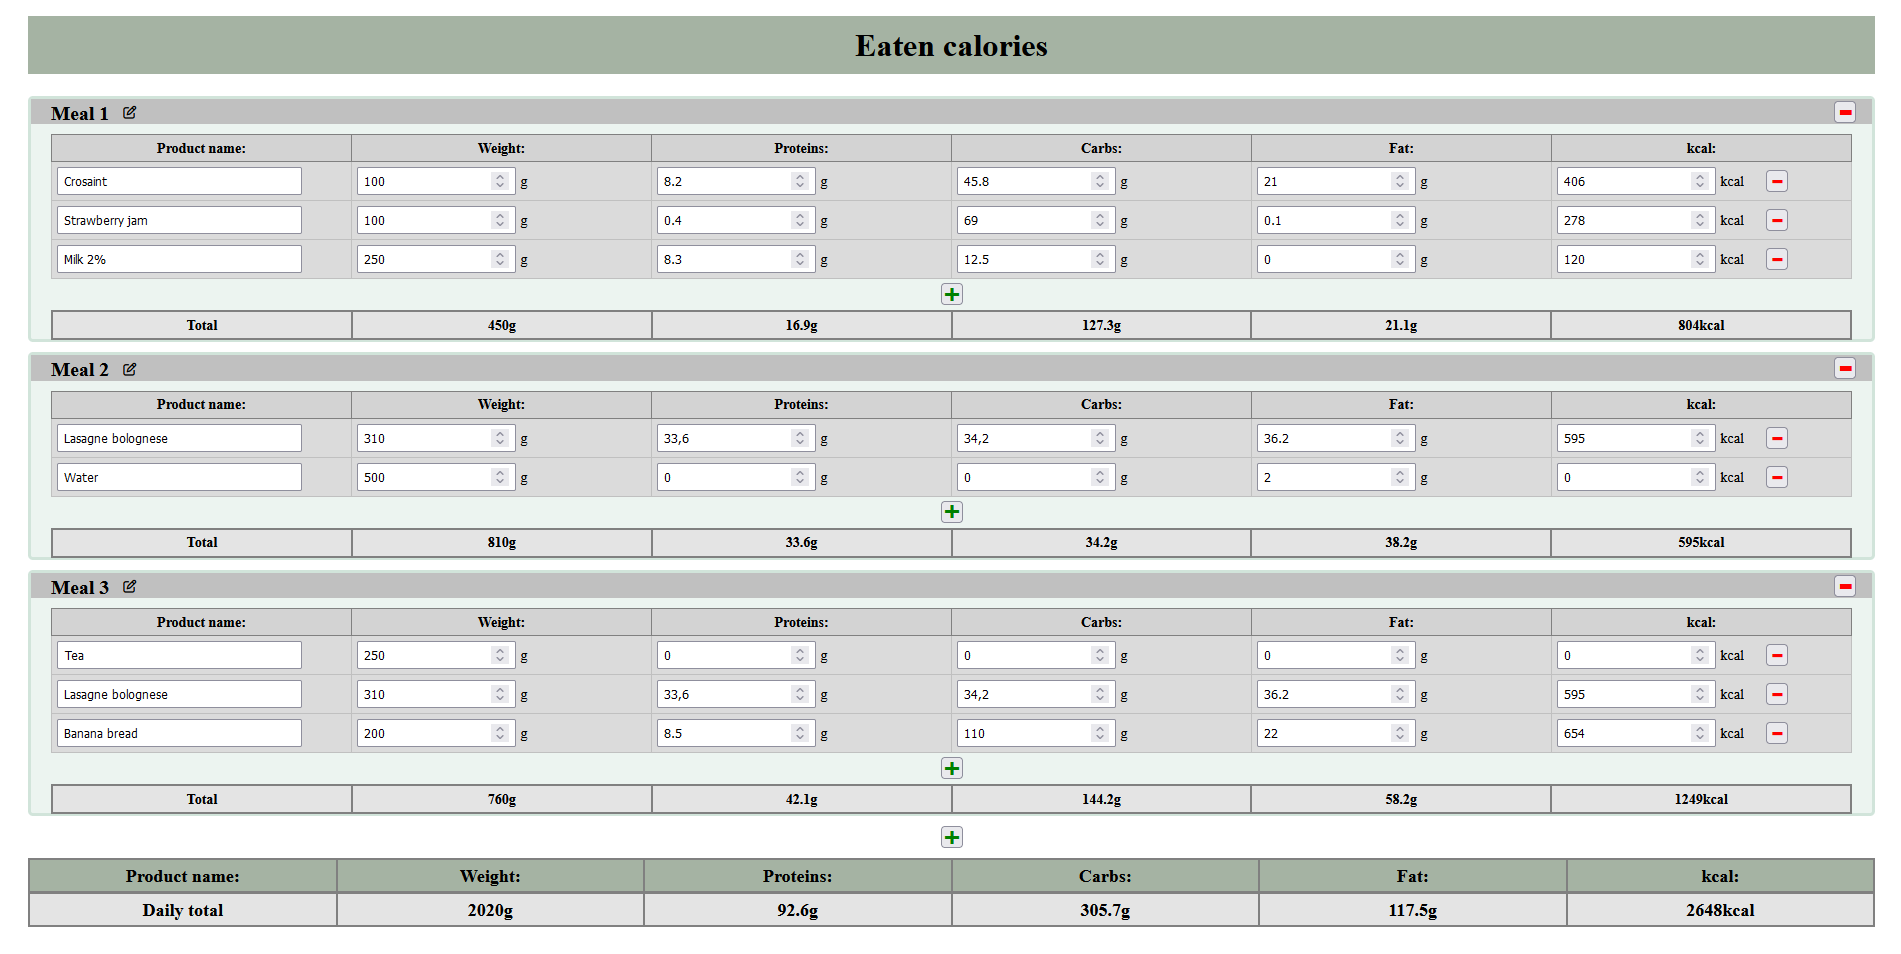 Eaten calories
Meal 1
Product name: Weight: Proteins: Carbs: Fat: kcal:
Crosaint 100 g 8.2 g 45.8 g 21 g 406 kcal
Strawberry jam 100 g 0.4 g 69 g 0.1 g 278 kcal
Milk 2% 250 g 8.3 g 12.5 g 0 g 120 kcal
Total 450g 16.9g 127.3g 21.1g 804kcal
Meal 2
Product name: Weight: Proteins: Carbs: Fat: kcal:
Lasagne bolognese 310 g 33,6 g 34,2 g 36.2 g 595 kcal
Water 500 g 0 g 0 g 2 g 0 kcal
Total 810g 33.6g 34.2g 38.2g 595kcal
Meal 3
Product name: Weight: Proteins: Carbs: Fat: kcal:
Tea 250 g 0 g 0 g 0 g 0 kcal
Lasagne bolognese 310 g 33,6 g 34,2 g 36.2 g 595 kcal
Banana bread 200 g 8.5 g 110 g 22 g 654 kcal
Total 760g 42.1g 144.2g 58.2g 1249kcal
Product name: Weight: Proteins: Carbs: Fat: kcal:
Daily total 2020g 92.6g 305.7g 117.5g 2648kcal